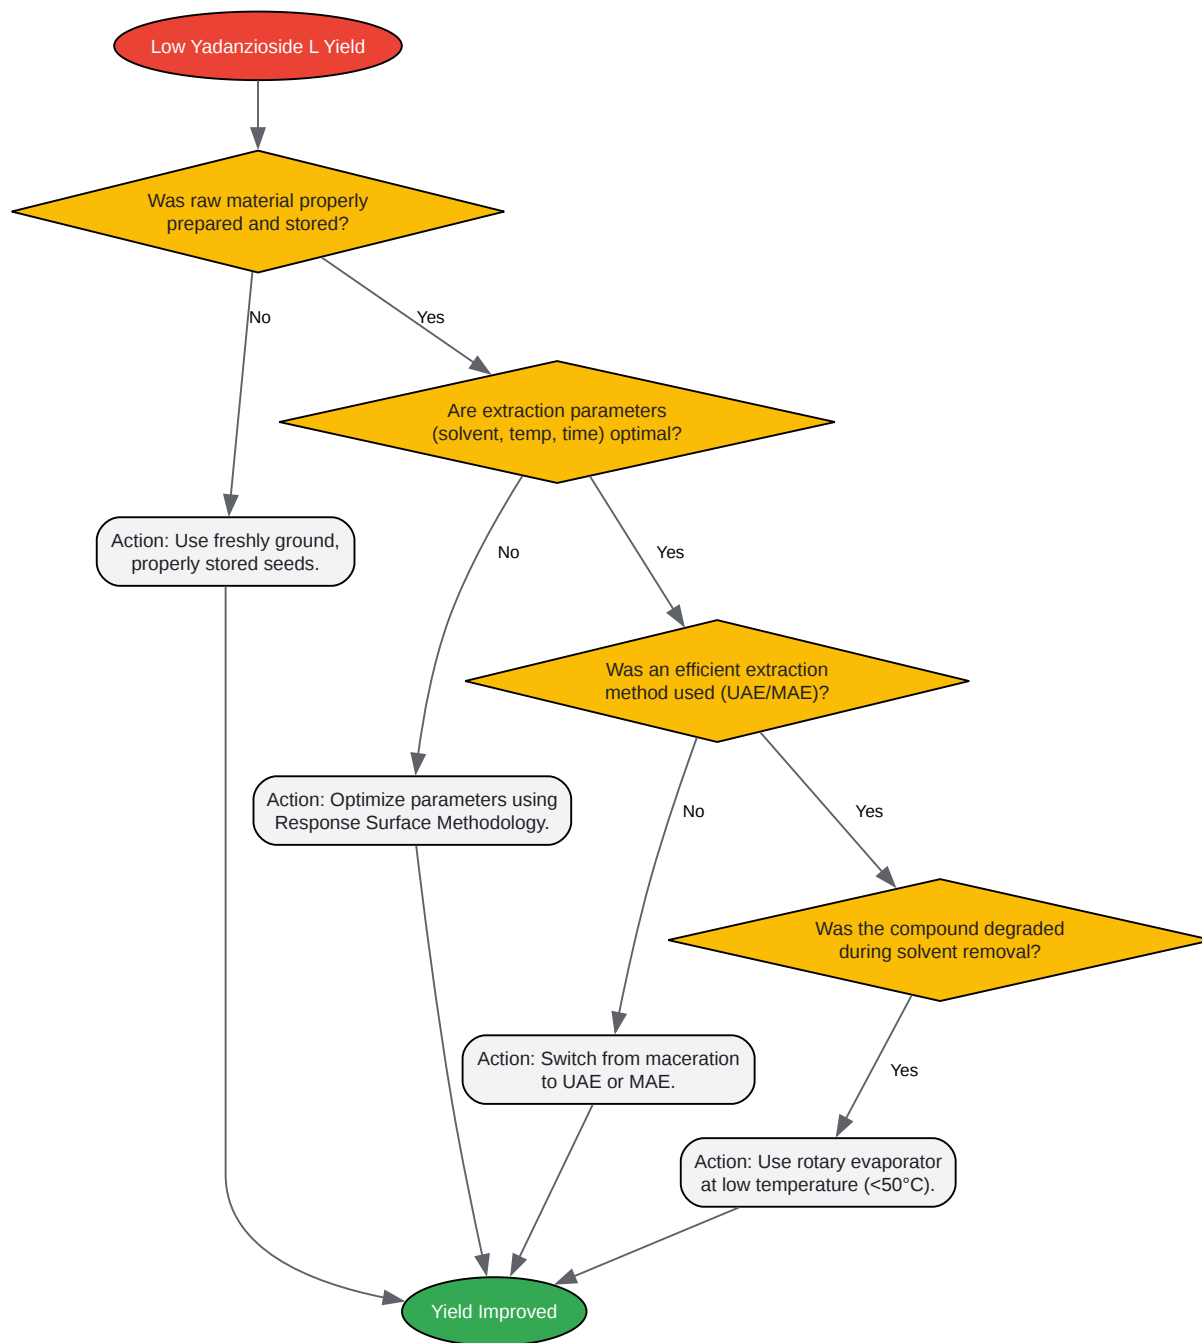 Low Yadanzioside L Yield
Was raw material properly
prepared and stored?
No
Yes
Are extraction parameters
(solvent, temp, time) optimal?
Action: Use freshly ground,
properly stored seeds.
No
Yes
Was an efficient extraction
method used (UAE/MAE)?
Action: Optimize parameters using
Response Surface Methodology.
No
Yes
Was the compound degraded
during solvent removal?
Action: Switch from maceration
to UAE or MAE.
Yes
Action: Use rotary evaporator
at low temperature (<50°C).
Yield Improved